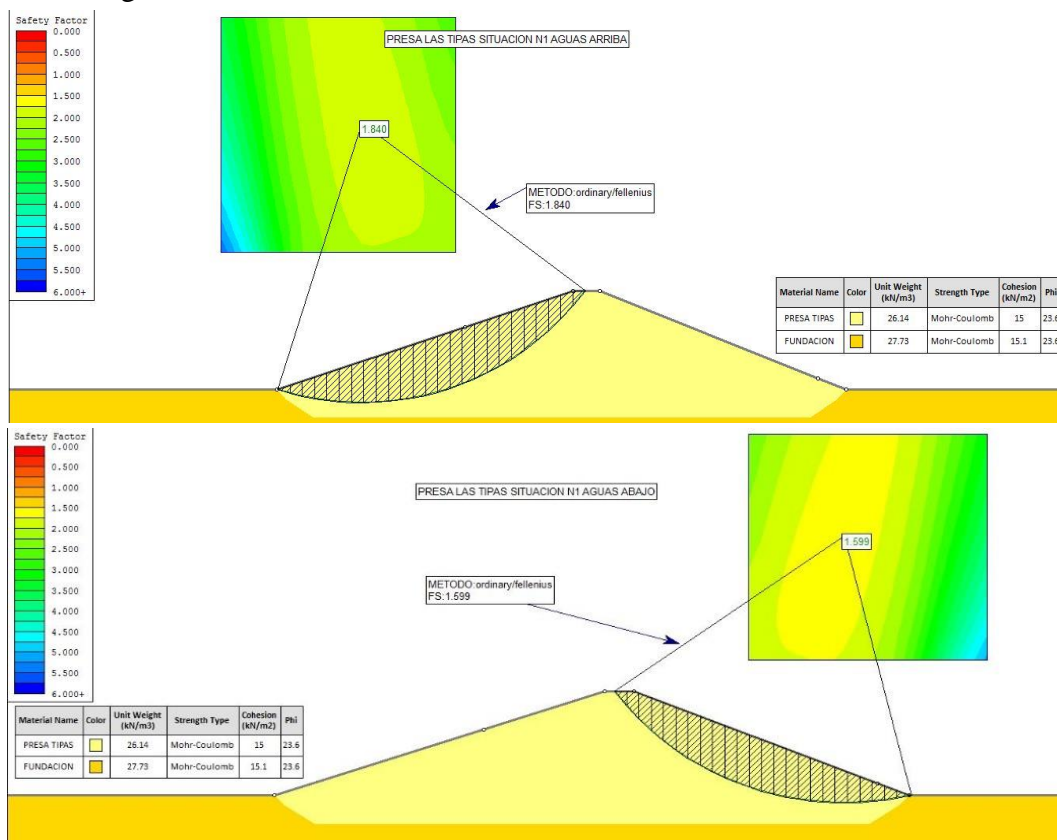 Safety Factor
0.000
0.500
1.000
1.500
2.000
2.500
3.000
3.500
4.000
4.500
5.000
5.500
6.000+
PRESA LAS TIPAS SITUACION N1 AGUAS ARRIBA
1.840
METODO:ordinary/fellenius
FS:1.840
Material Name Color Unit Weight (kN/m3) Strength Type Cohesion (kN/m2) Phi
PRESA TIPAS 26.14 Mohr-Coulomb 15 23.6
FUNDACION 27.73 Mohr-Coulomb 15.1 23.6
Safety Factor
0.000
0.500
1.000
1.500
2.000
2.500
3.000
3.500
4.000
4.500
5.000
5.500
6.000+
PRESA LAS TIPAS SITUACION N1 AGUAS ABAJO
1.599
METODO:ordinary/fellenius
FS:1.599
Material Name Color Unit Weight (kN/m3) Strength Type Cohesion (kN/m2) Phi
PRESA TIPAS 26.14 Mohr-Coulomb 15 23.6
FUNDACION 27.73 Mohr-Coulomb 15.1 23.6